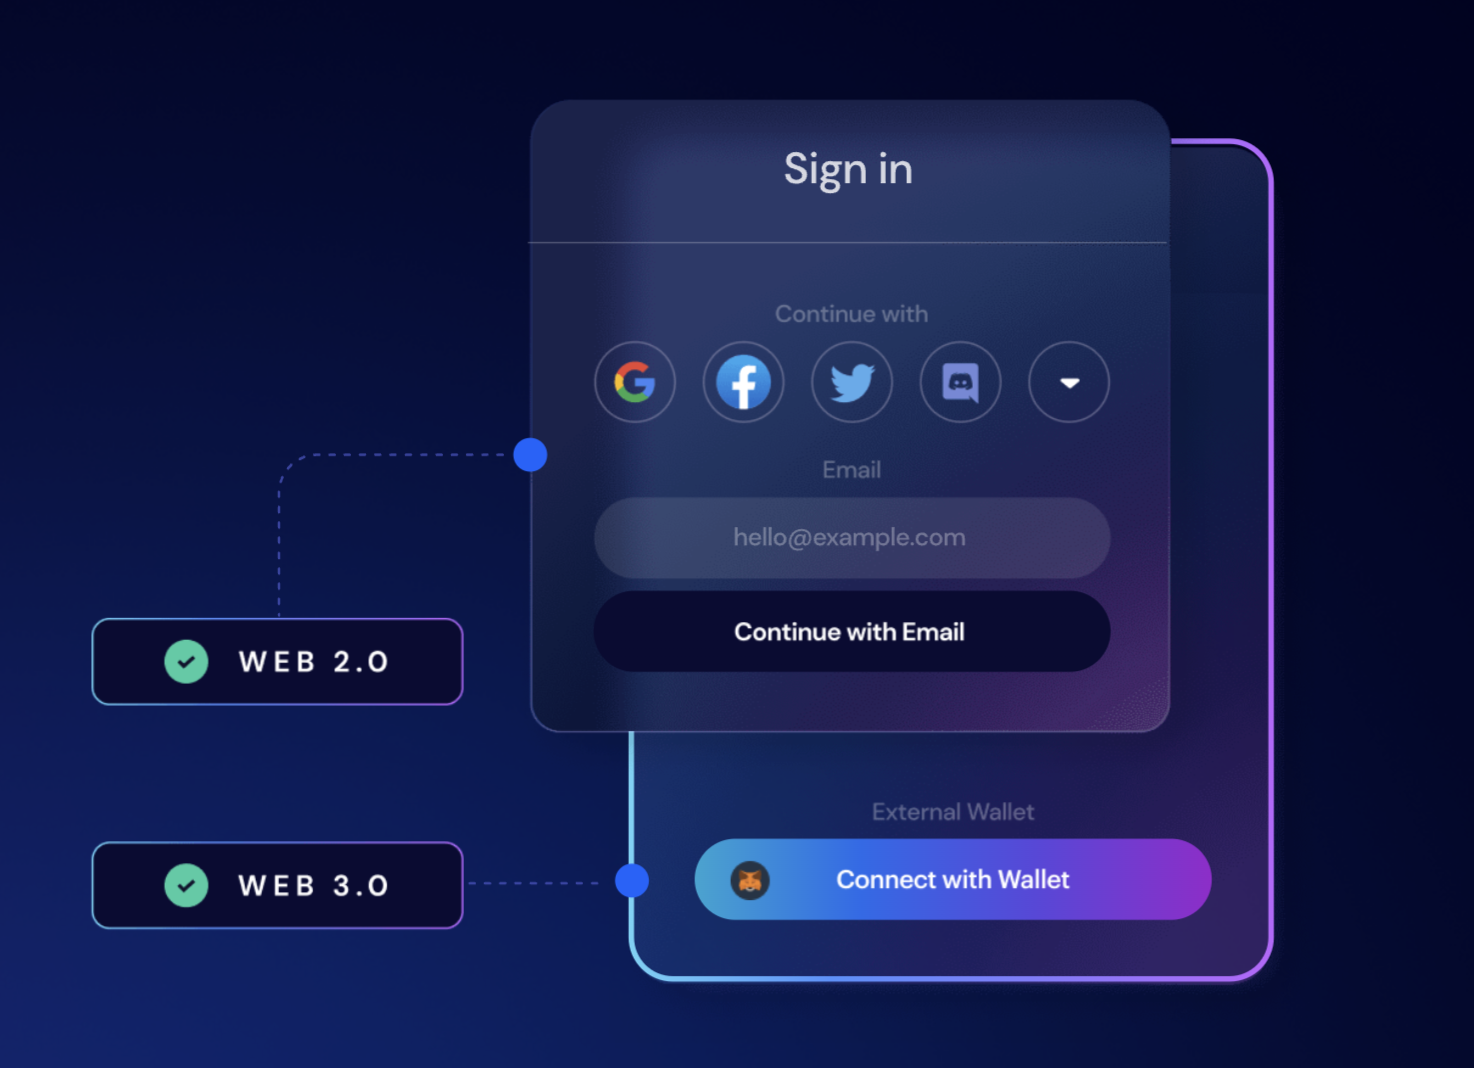 Sign in
Continue with
Email
hello@example.com
Continue with Email
WEB 2.0
External Wallet
WEB 3.0
Connect with Wallet